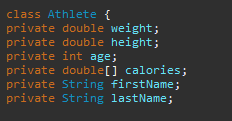 class Athlete {
private double weight;
private double height;
private int age;
private double[] calories;
private String firstName;
private String lastName;